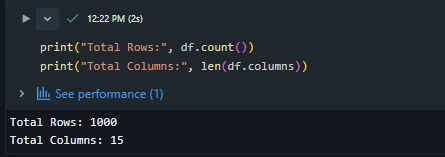 12:22 PM (2s)
print("Total Rows:", df.count())
print("Total Columns:", len(df.columns))
See performance (1)
Total Rows: 1000
Total Columns: 15